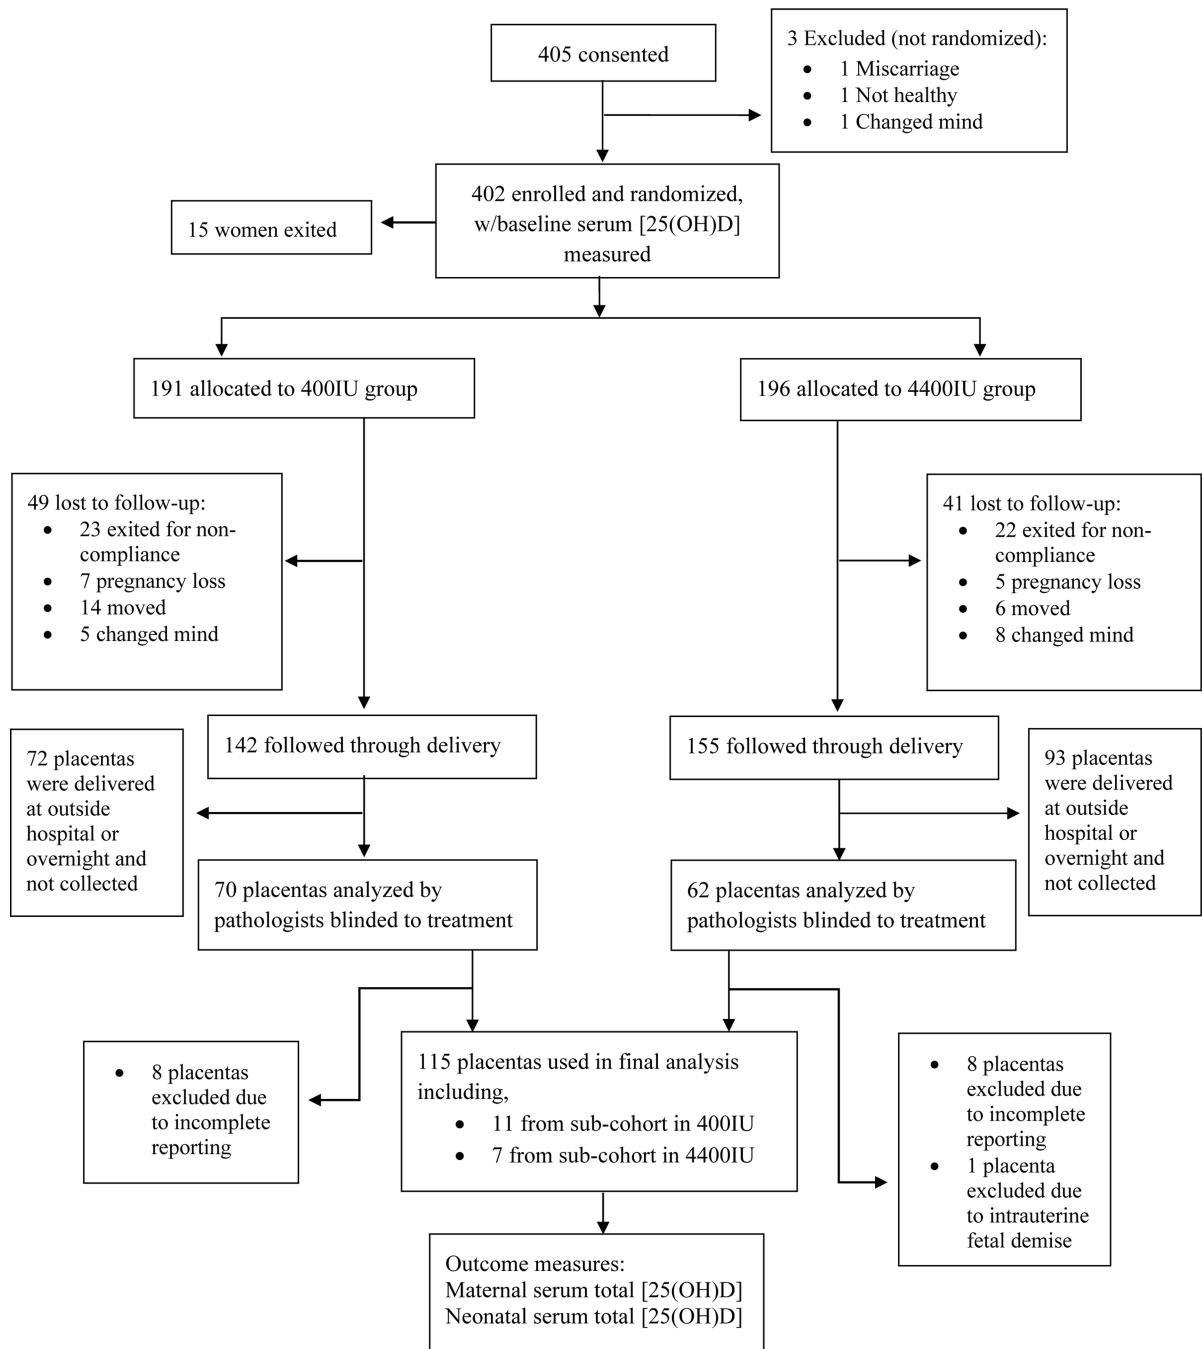 405 consented
3 Excluded (not randomized):
• 1 Miscarriage
• 1 Not healthy
• 1 Changed mind
402 enrolled and randomized,
w/baseline serum [25(OH)D]
measured
15 women exited
191 allocated to 400IU group
196 allocated to 4400IU group
49 lost to follow-up:
• 23 exited for non-
compliance
• 7 pregnancy loss
• 14 moved
• 5 changed mind
41 lost to follow-up:
• 22 exited for non-
compliance
• 5 pregnancy loss
• 6 moved
• 8 changed mind
142 followed through delivery
155 followed through delivery
72 placentas
were delivered
at outside
hospital or
overnight and
not collected
93 placentas
were delivered
at outside
hospital or
overnight and
not collected
70 placentas analyzed by
pathologists blinded to treatment
62 placentas analyzed by
pathologists blinded to treatment
• 8 placentas
excluded due
to incomplete
reporting
115 placentas used in final analysis
including,
• 11 from sub-cohort in 400IU
• 7 from sub-cohort in 4400IU
• 8 placentas
excluded due
to incomplete
reporting
• 1 placenta
excluded due
to intrauterine
fetal demise
Outcome measures:
Maternal serum total [25(OH)D]
Neonatal serum total [25(OH)D]